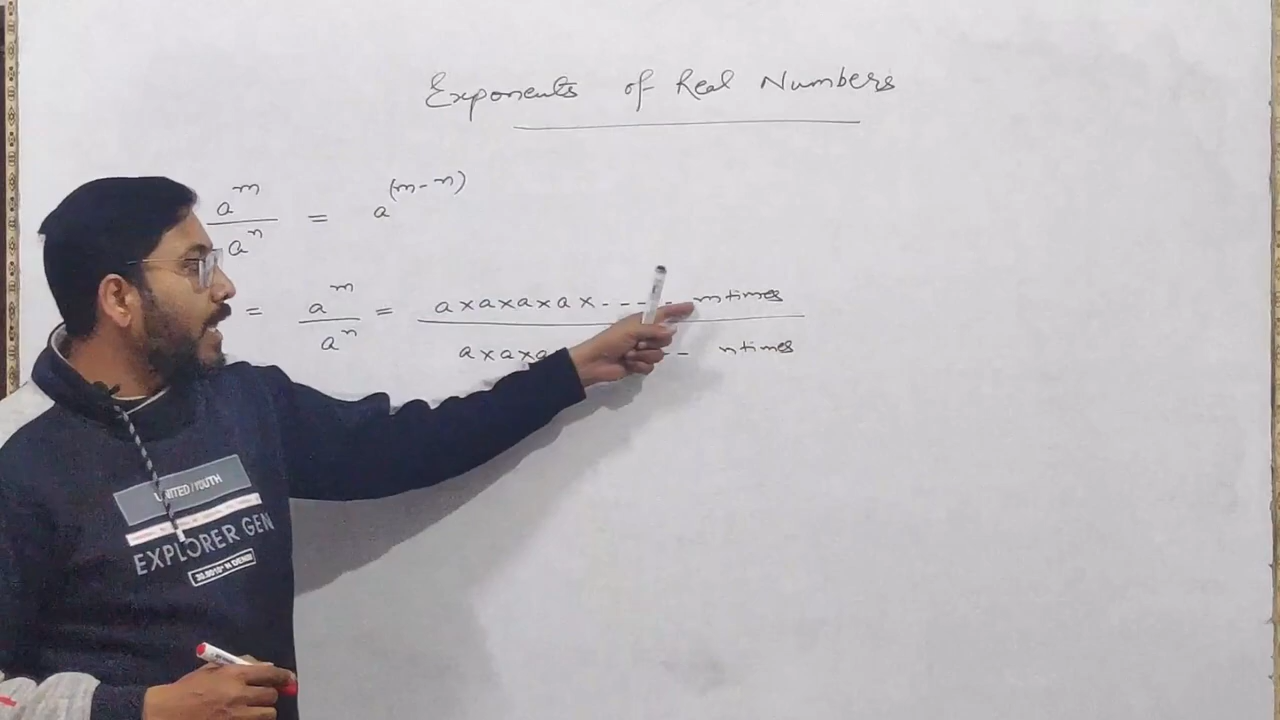 Exponents of Real Numbers
a^m / a^n = a^(m-n)
= a^m / a^n = a×a×a×a×---- m times / a×a×a -- n times
UNITED/YOUTH
EXPLORER GEN